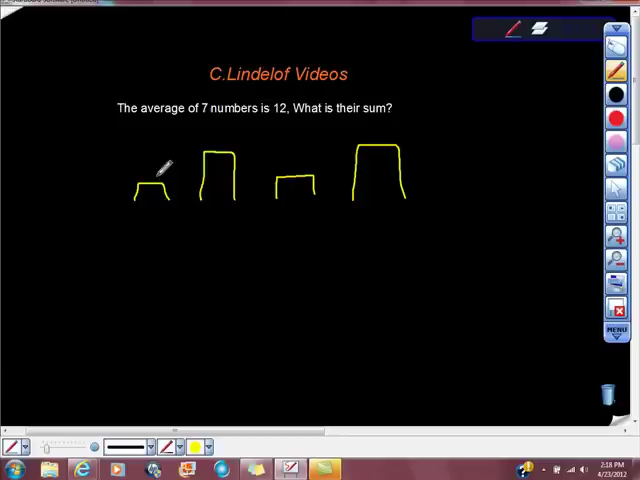 C.Lindelof Videos
The average of 7 numbers is 12, What is their sum?
MENU
2:18 PM
4/23/2012